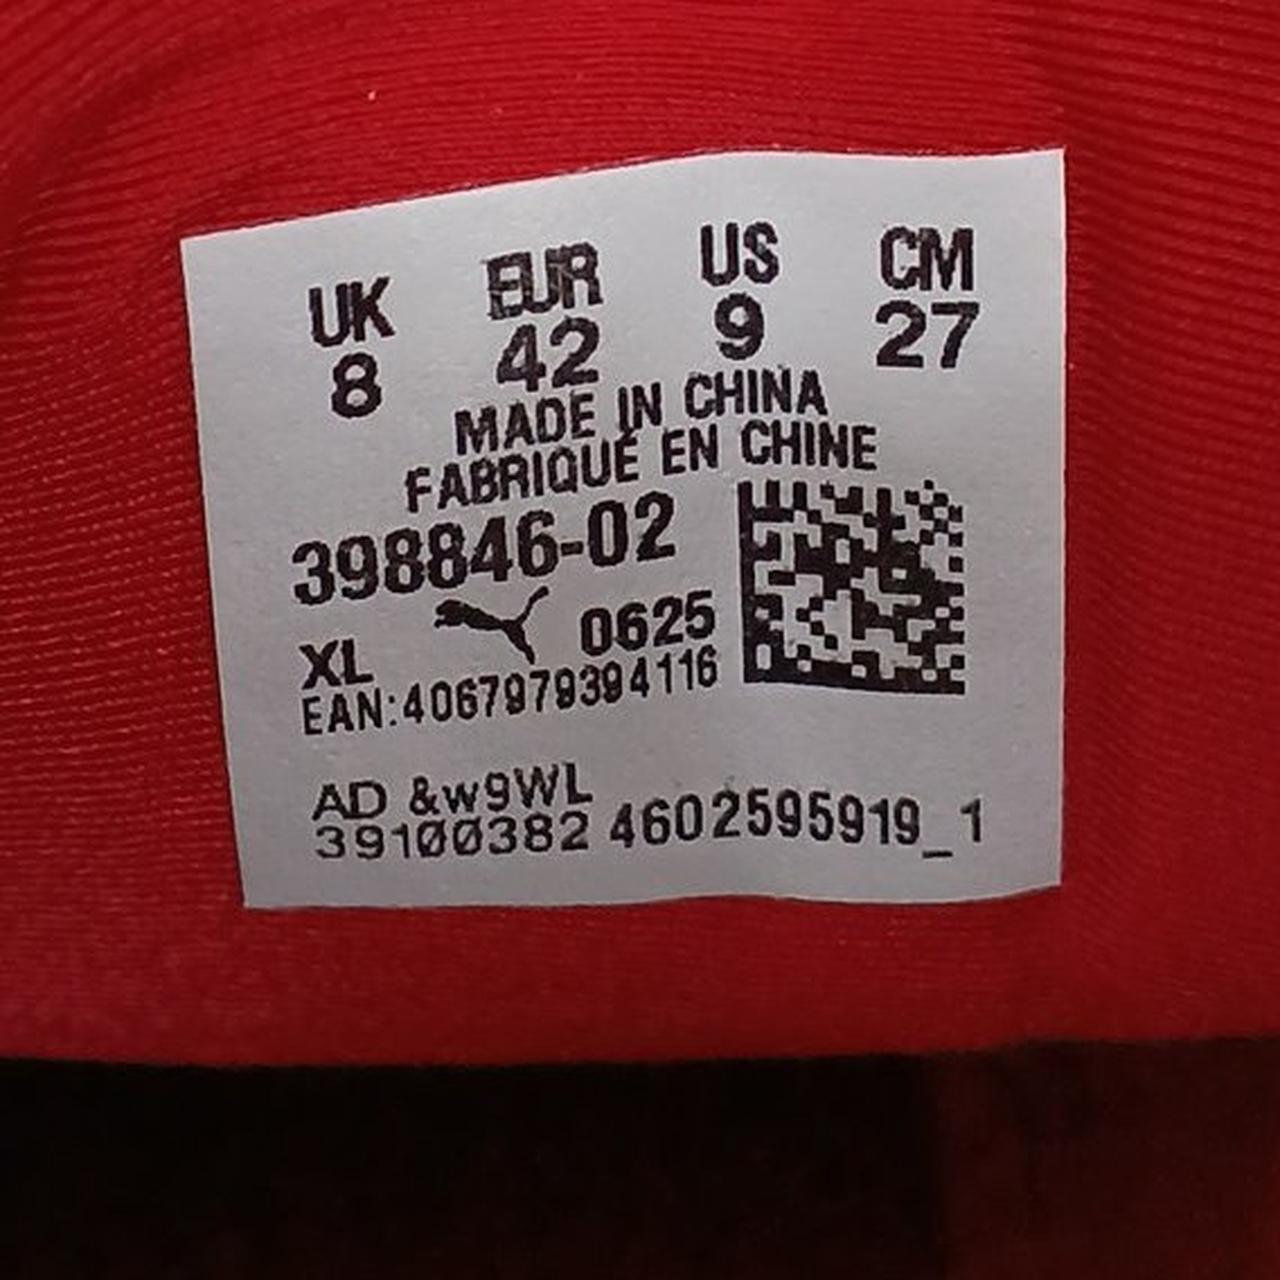 UK EUR US CM
8 42 9 27
MADE IN CHINA
FABRIQUÉ EN CHINE
398846-02
XL 0625
EAN:4067979394116
AD &w9WL
39100382 4602595919_1